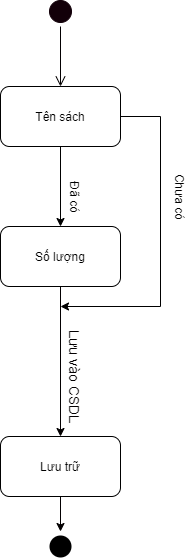 Tên sách
Đã có
Chưa có
Số lượng
Lưu vào CSDL
Lưu trữ